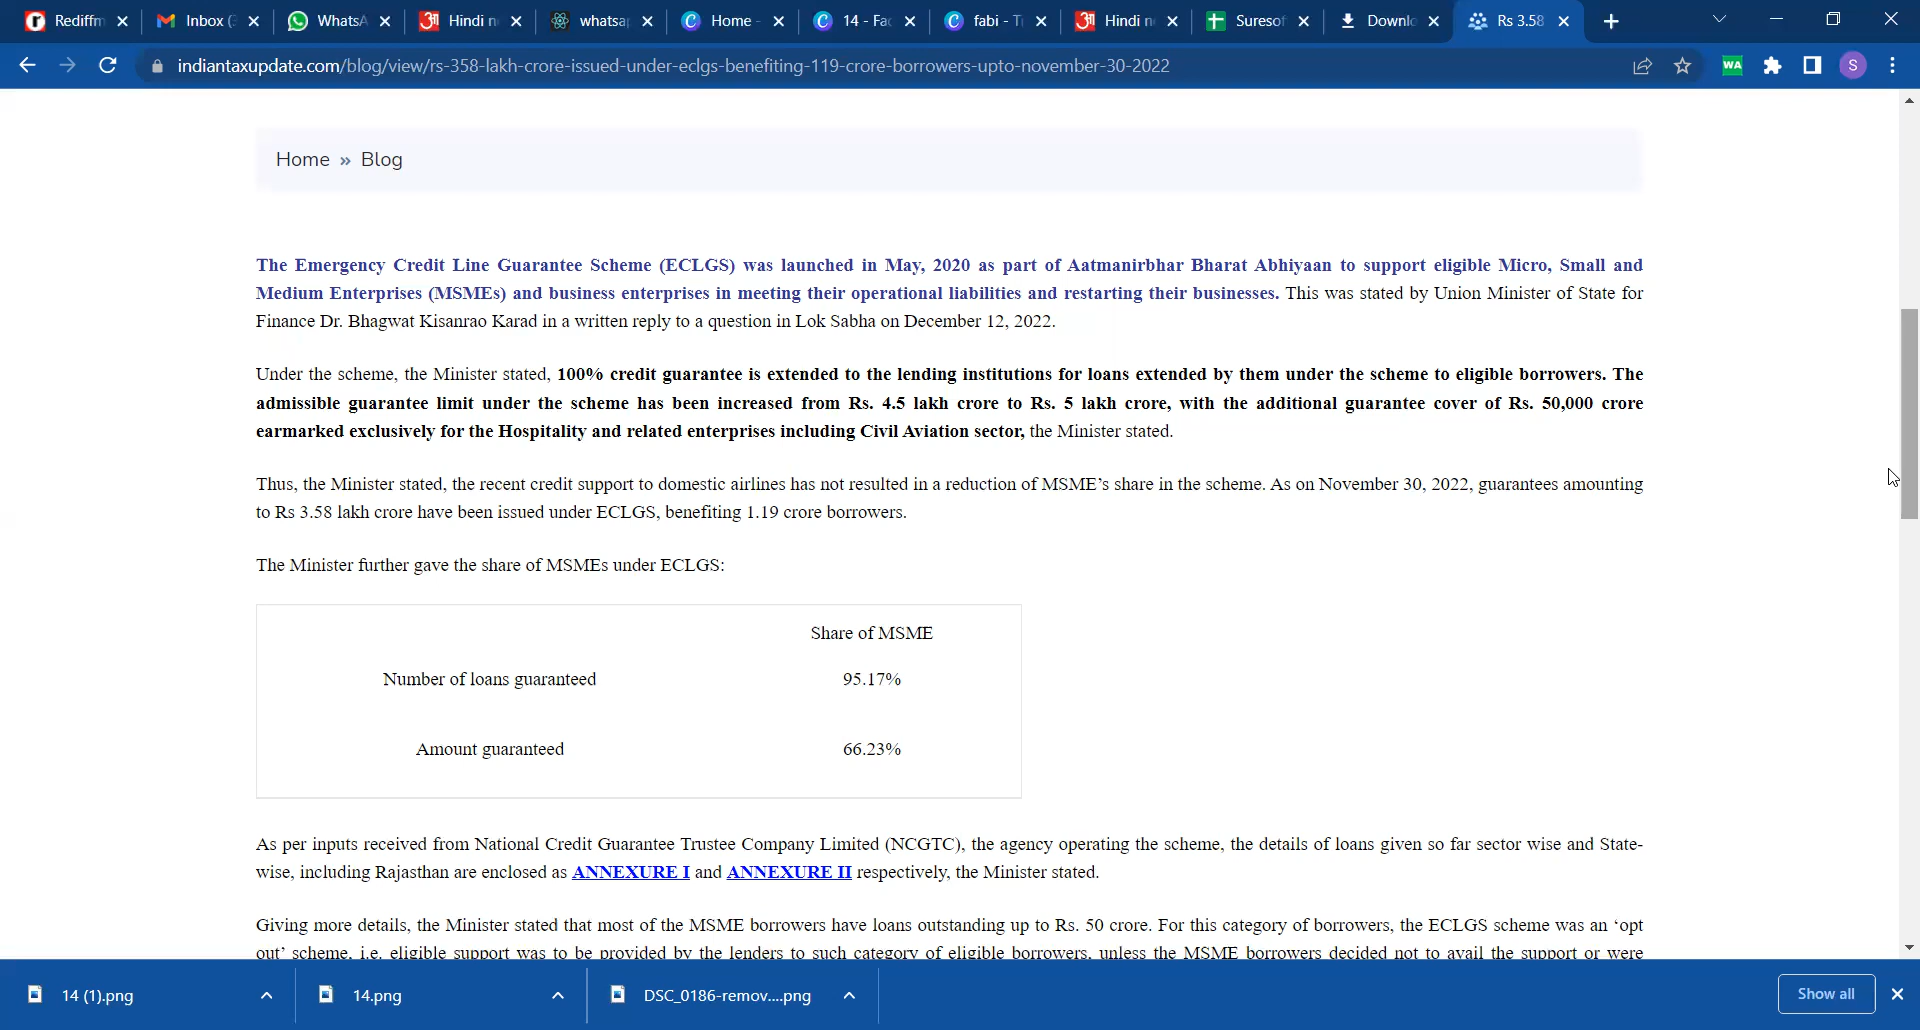 Rediffm
Inbox (
WhatsA
Hindi n
whatsa
Home -
14 - Fac
fabi - T
Hindi n
Suresof
Downlo
Rs 3.58
indiantaxupdate.com/blog/view/rs-358-lakh-crore-issued-under-eclgs-benefiting-119-crore-borrowers-upto-november-30-2022
WA
S
Home » Blog
The Emergency Credit Line Guarantee Scheme (ECLGS) was launched in May, 2020 as part of Aatmanirbhar Bharat Abhiyaan to support eligible Micro, Small and
Medium Enterprises (MSMEs) and business enterprises in meeting their operational liabilities and restarting their businesses. This was stated by Union Minister of State for
Finance Dr. Bhagwat Kisanrao Karad in a written reply to a question in Lok Sabha on December 12, 2022.
Under the scheme, the Minister stated, 100% credit guarantee is extended to the lending institutions for loans extended by them under the scheme to eligible borrowers. The
admissible guarantee limit under the scheme has been increased from Rs. 4.5 lakh crore to Rs. 5 lakh crore, with the additional guarantee cover of Rs. 50,000 crore
earmarked exclusively for the Hospitality and related enterprises including Civil Aviation sector, the Minister stated.
Thus, the Minister stated, the recent credit support to domestic airlines has not resulted in a reduction of MSME’s share in the scheme. As on November 30, 2022, guarantees amounting
to Rs 3.58 lakh crore have been issued under ECLGS, benefiting 1.19 crore borrowers.
The Minister further gave the share of MSMEs under ECLGS:
Share of MSME
Number of loans guaranteed 95.17%
Amount guaranteed 66.23%
As per inputs received from National Credit Guarantee Trustee Company Limited (NCGTC), the agency operating the scheme, the details of loans given so far sector wise and State-
wise, including Rajasthan are enclosed as ANNEXURE I and ANNEXURE II respectively, the Minister stated.
Giving more details, the Minister stated that most of the MSME borrowers have loans outstanding up to Rs. 50 crore. For this category of borrowers, the ECLGS scheme was an ‘opt
out’ scheme, i.e. eligible support was to be provided by the lenders to such category of eligible borrowers, unless the MSME borrowers decided not to avail the support or were
14 (1).png
14.png
DSC_0186-remov....png
Show all